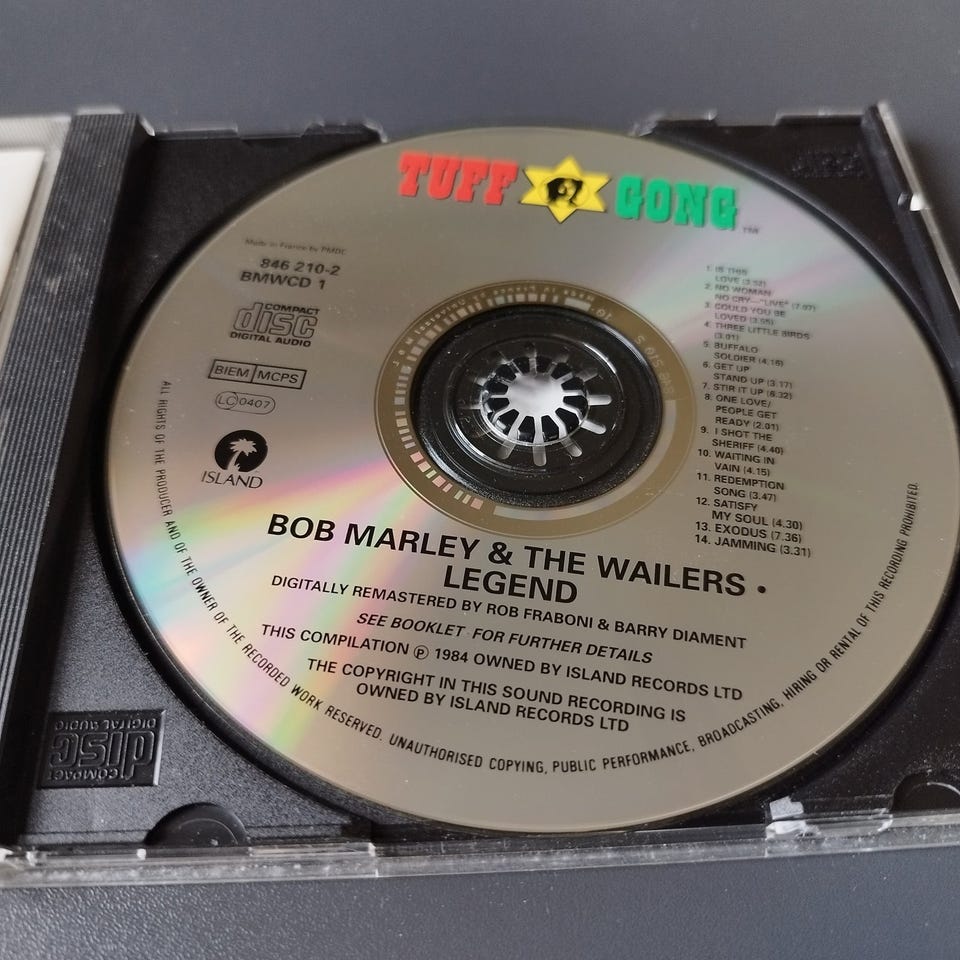 TUFF GONG TM
Made in France by PMDC
846 210-2
BMWCD 1
COMPACT
disc
DIGITAL AUDIO
BIEM MCPS
LC 0407
ISLAND
1. IS THIS
LOVE (3.52)
2. NO WOMAN/
NO CRY—"LIVE" (7.07)
3. COULD YOU BE
LOVED (3.55)
4. THREE LITTLE BIRDS
(3.01)
5. BUFFALO
SOLDIER (4.16)
6. GET UP
STAND UP (3.17)
7. STIR IT UP (5.32)
8. ONE LOVE/
PEOPLE GET
READY (2.01)
9. I SHOT THE
SHERIFF (4.40)
10. WAITING IN
VAIN (4.15)
11. REDEMPTION
SONG (3.47)
12. SATISFY
MY SOUL (4.30)
13. EXODUS (7.36)
14. JAMMING (3.31)
BOB MARLEY & THE WAILERS •
LEGEND
DIGITALLY REMASTERED BY ROB FRABONI & BARRY DIAMENT
SEE BOOKLET FOR FURTHER DETAILS
THIS COMPILATION ℗ 1984 OWNED BY ISLAND RECORDS LTD
THE COPYRIGHT IN THIS SOUND RECORDING IS
OWNED BY ISLAND RECORDS LTD
ALL RIGHTS OF THE PRODUCER AND OF THE OWNER OF THE RECORDED WORK RESERVED. UNAUTHORISED COPYING, PUBLIC PERFORMANCE, BROADCASTING, HIRING OR RENTAL OF THIS RECORDING PROHIBITED.
COMPACT
disc
DIGITAL AUDIO